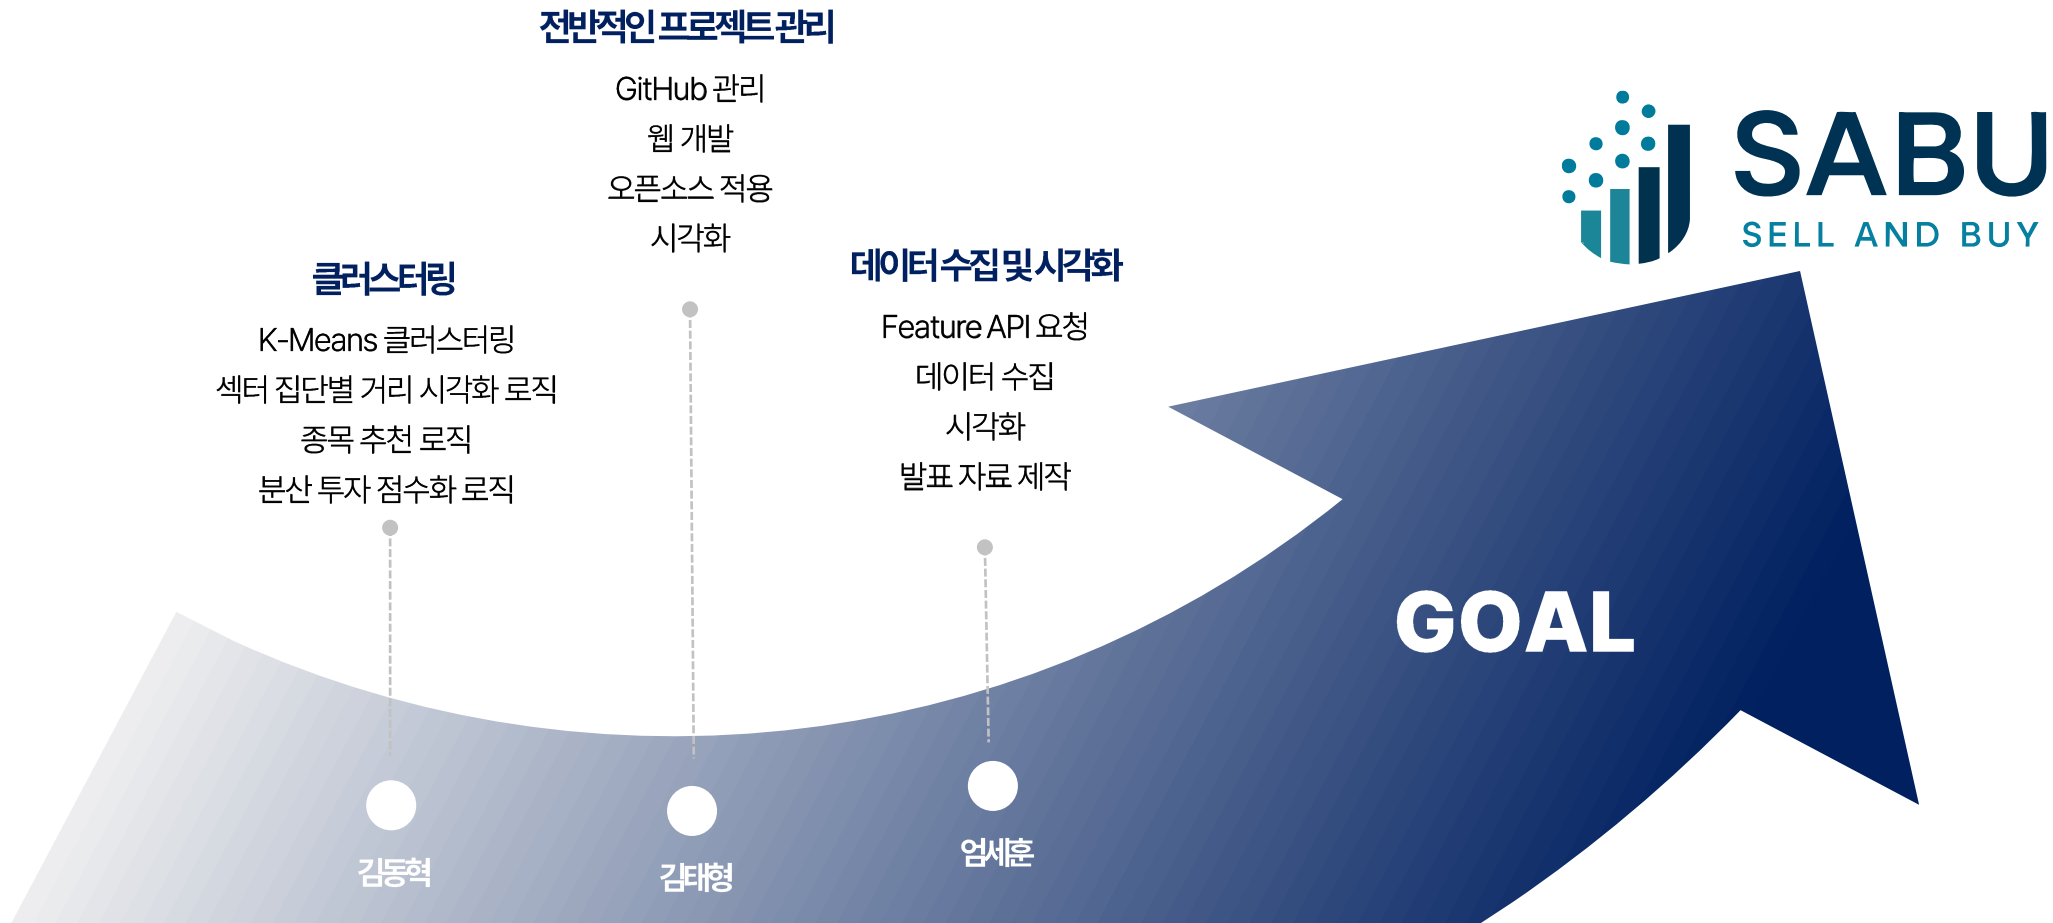 전반적인 프로젝트 관리
GitHub 관리
웹 개발
오픈소스 적용
시각화
클러스터링
K-Means 클러스터링
섹터 집단별 거리 시각화 로직
종목 추천 로직
분산 투자 점수화 로직
데이터 수집 및 시각화
Feature API 요청
데이터 수집
시각화
발표 자료 제작
SABU
SELL AND BUY
GOAL
김동혁
김태형
엄세훈